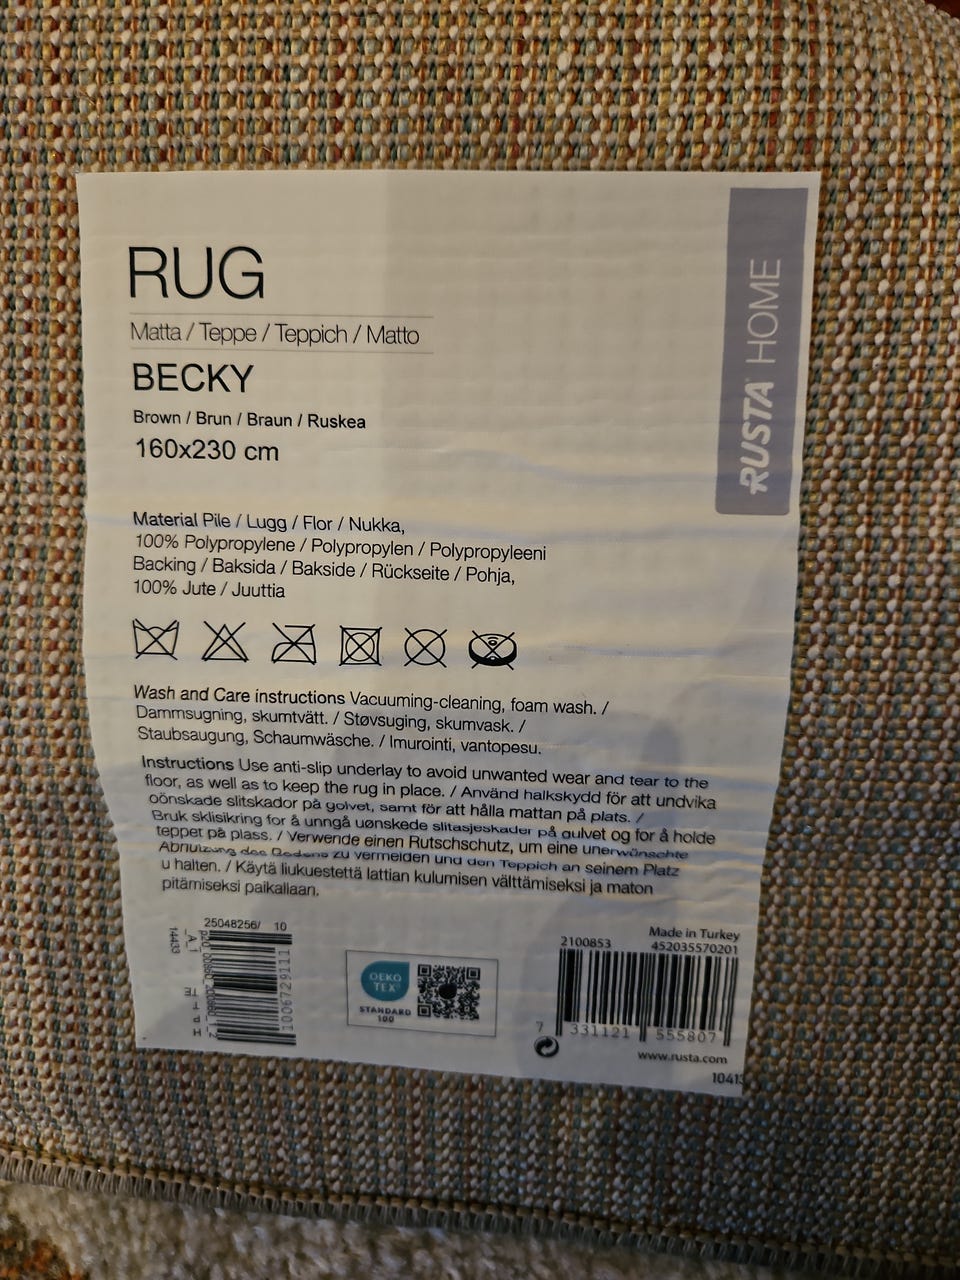 RUG
Matta / Teppe / Teppich / Matto
BECKY
Brown / Brun / Braun / Ruskea
160x230 cm
RUSTA HOME
Material Pile / Lugg / Flor / Nukka,
100% Polypropylene / Polypropylen / Polypropyleeni
Backing / Baksida / Bakside / Rückseite / Pohja,
100% Jute / Juuttia
Wash and Care instructions Vacuuming-cleaning, foam wash. /
Dammsugning, skumtvätt. / Støvsuging, skumvask. /
Staubsaugung, Schaumwäsche. / Imurointi, vantopesu.
Instructions Use anti-slip underlay to avoid unwanted wear and tear to the
floor, as well as to keep the rug in place. / Använd halkskydd för att undvika
oönskade slitskador på golvet, samt för att hålla mattan på plats. /
Bruk sklisikring for å unngå uønskede slitasjeskader på gulvet og for å holde
teppet på plass. / Verwende einen Rutschschutz, um eine unerwünschte
Abnutzung des Bodens zu vermeiden und den Teppich an seinem Platz
u halten. / Käytä liukuestettä lattian kulumisen välttämiseksi ja maton
pitämiseksi paikallaan.
25048256/ 10
14433
1006729111
OEKO
TEX®
STANDARD
100
Made in Turkey
2100853 452035570201
7 331121 555807
www.rusta.com
1041